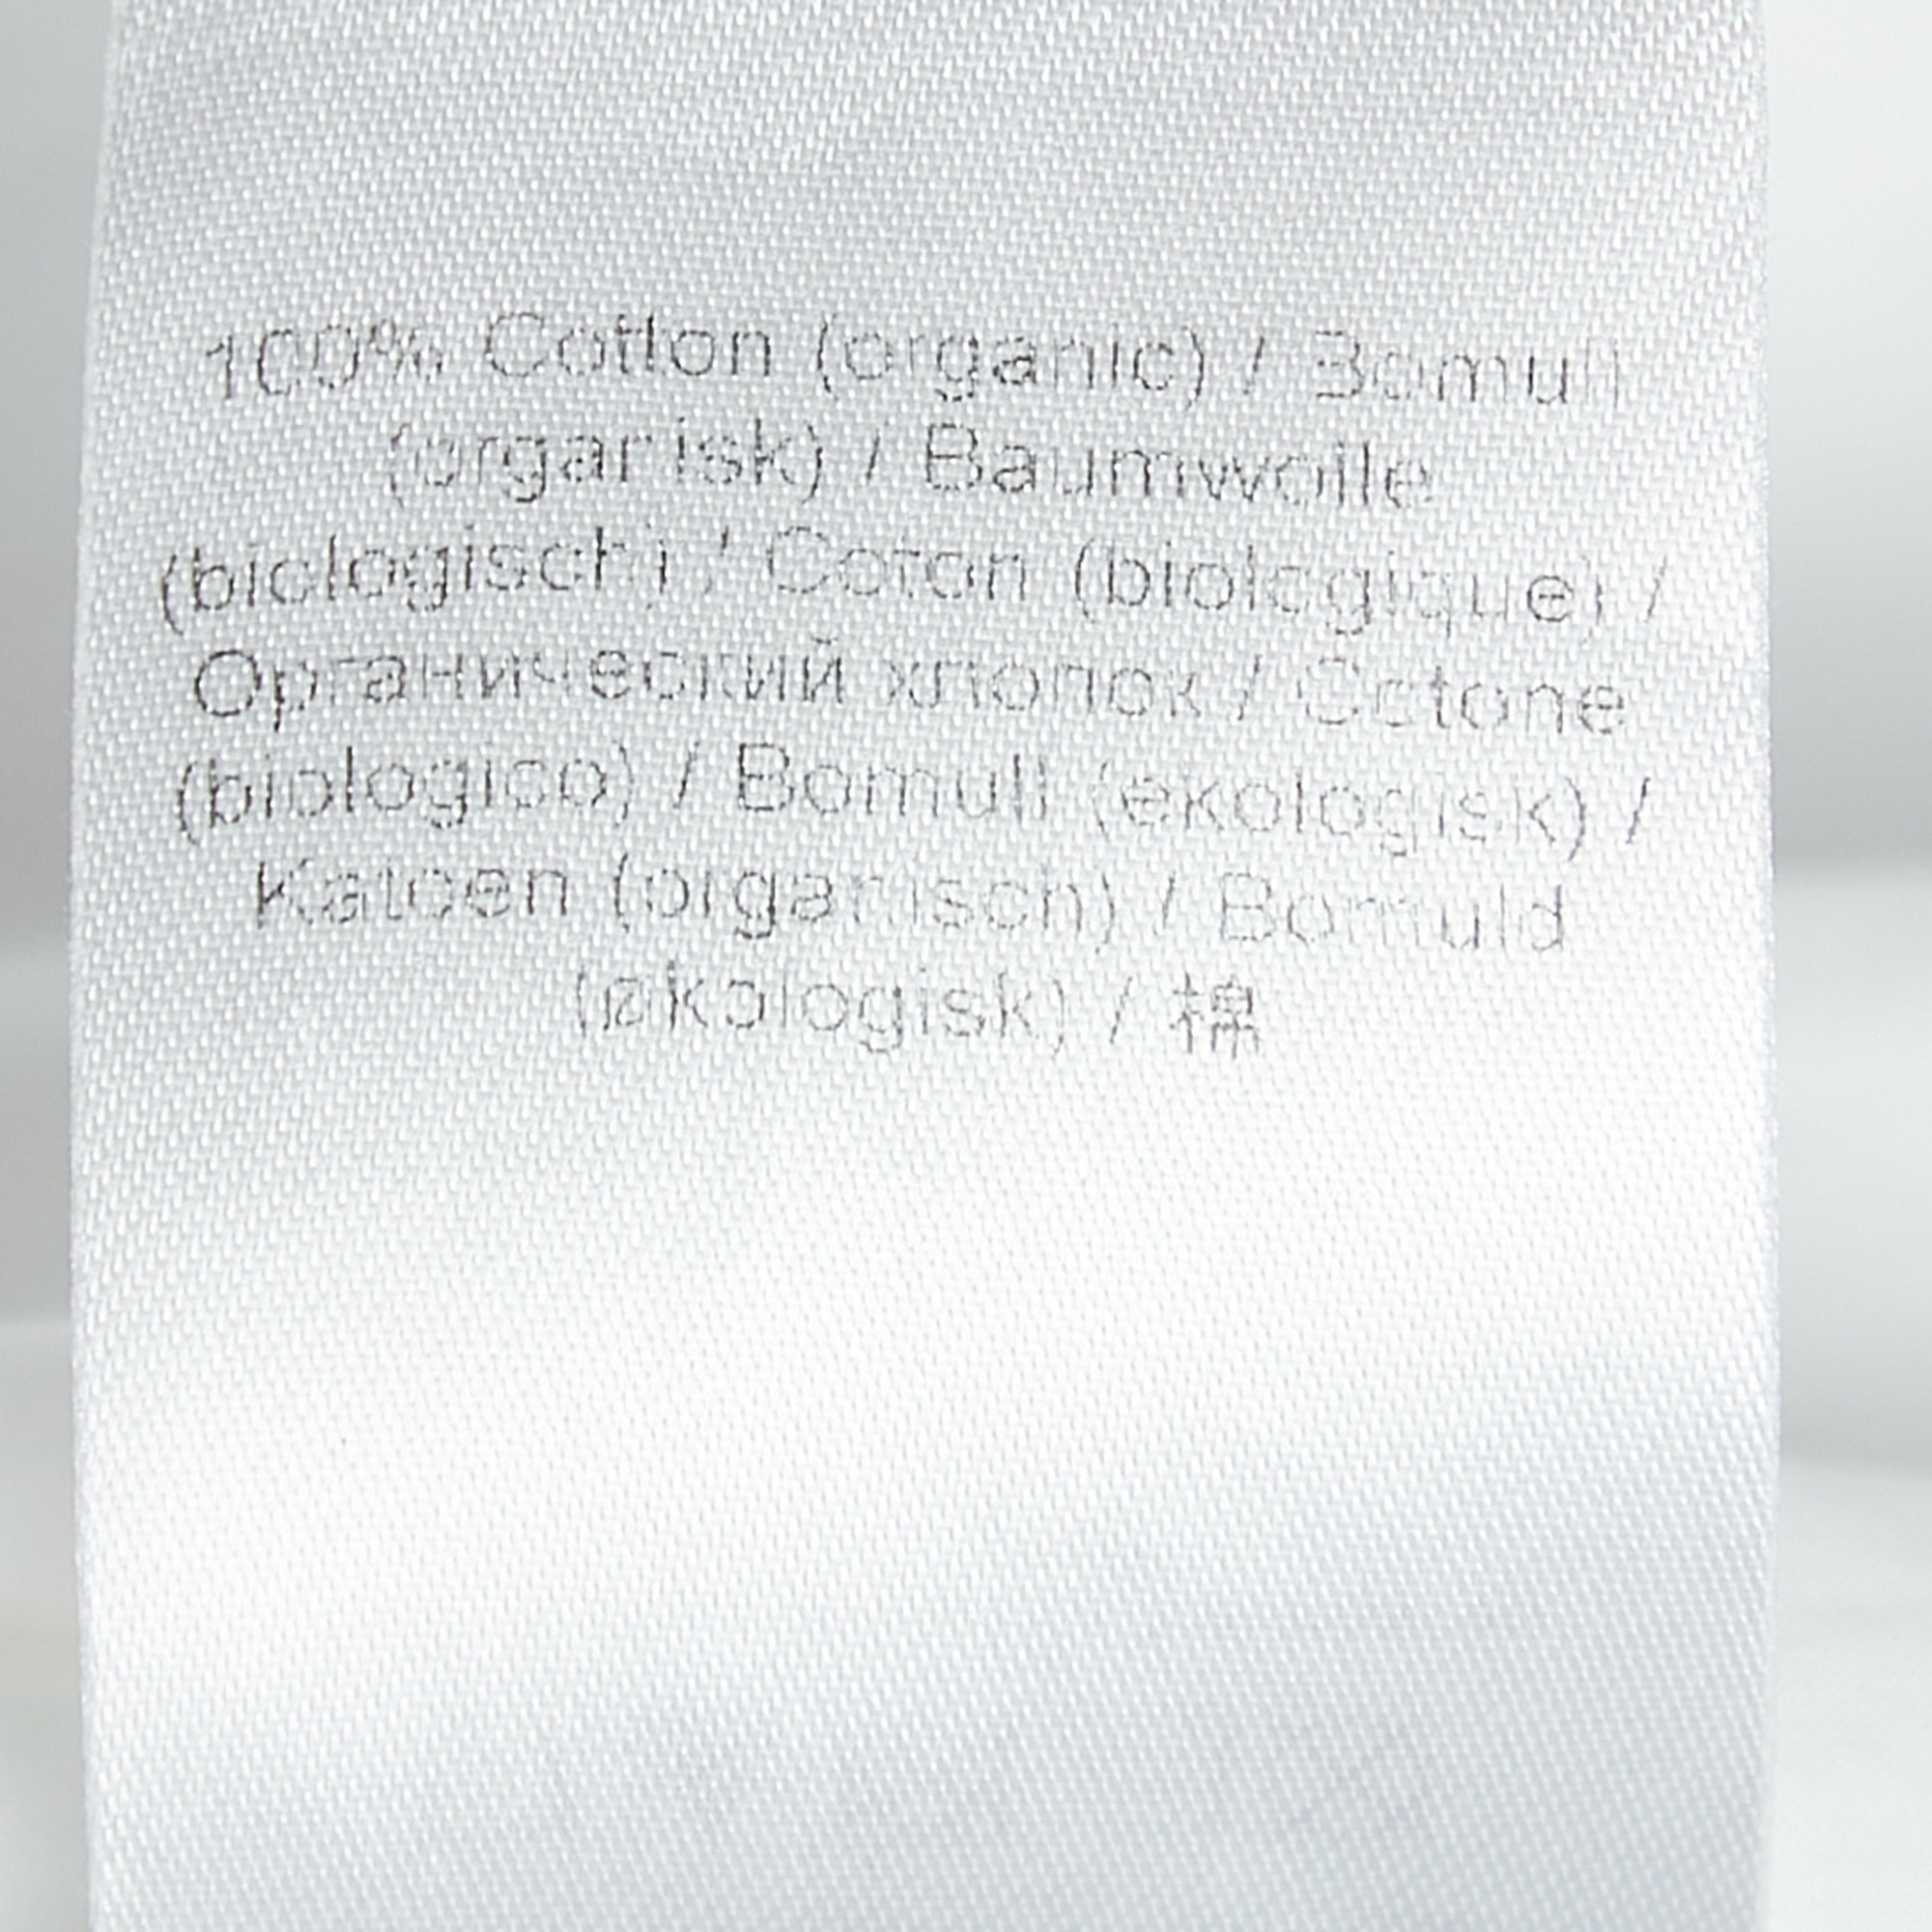 100% Cotton (organic) / Bomull
(organisk) / Baumwolle
(biologisch) / Coton (biologique) /
Органический хлопок / Cotone
(biologico) / Bomull (ekologisk) /
Katoen (organisch) / Bomuld
(økologisk) / 棉